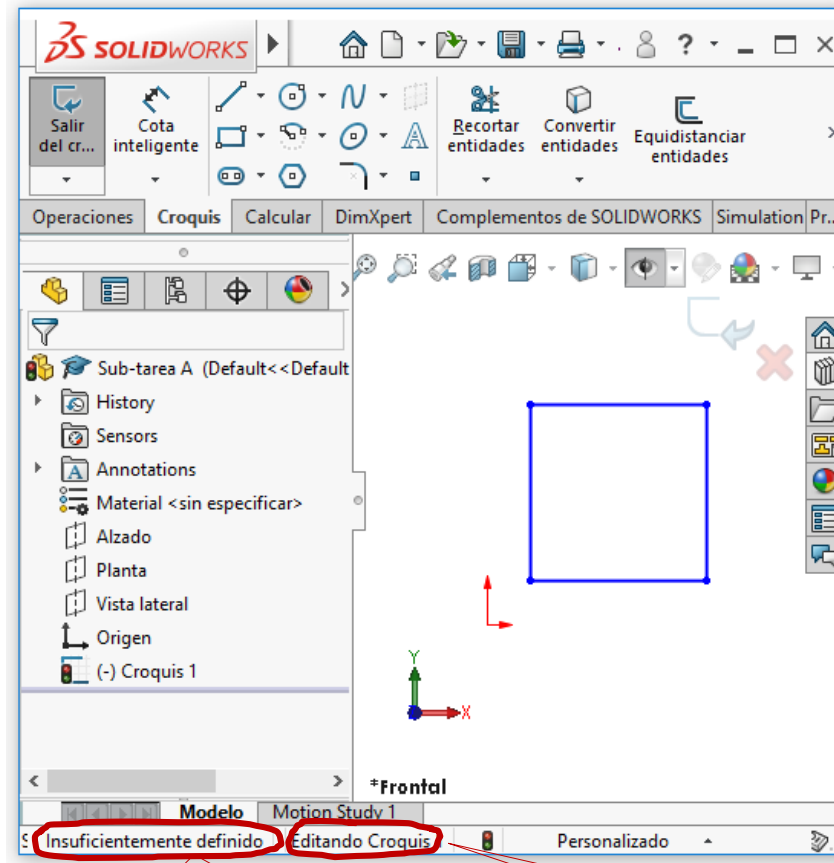 SOLIDWORKS
Salir del cr...
Cota inteligente
Recortar entidades
Convertir entidades
Equidistanciar entidades
Operaciones Croquis Calcular DimXpert Complementos de SOLIDWORKS Simulation Pr...
Sub-tarea A (Default<<Default
History
Sensors
Annotations
Material <sin especificar>
Alzado
Planta
Vista lateral
Origen
(-) Croquis 1
Y
X
*Frontal
Modelo Motion Study 1
Insuficientemente definido Editando Croquis Personalizado